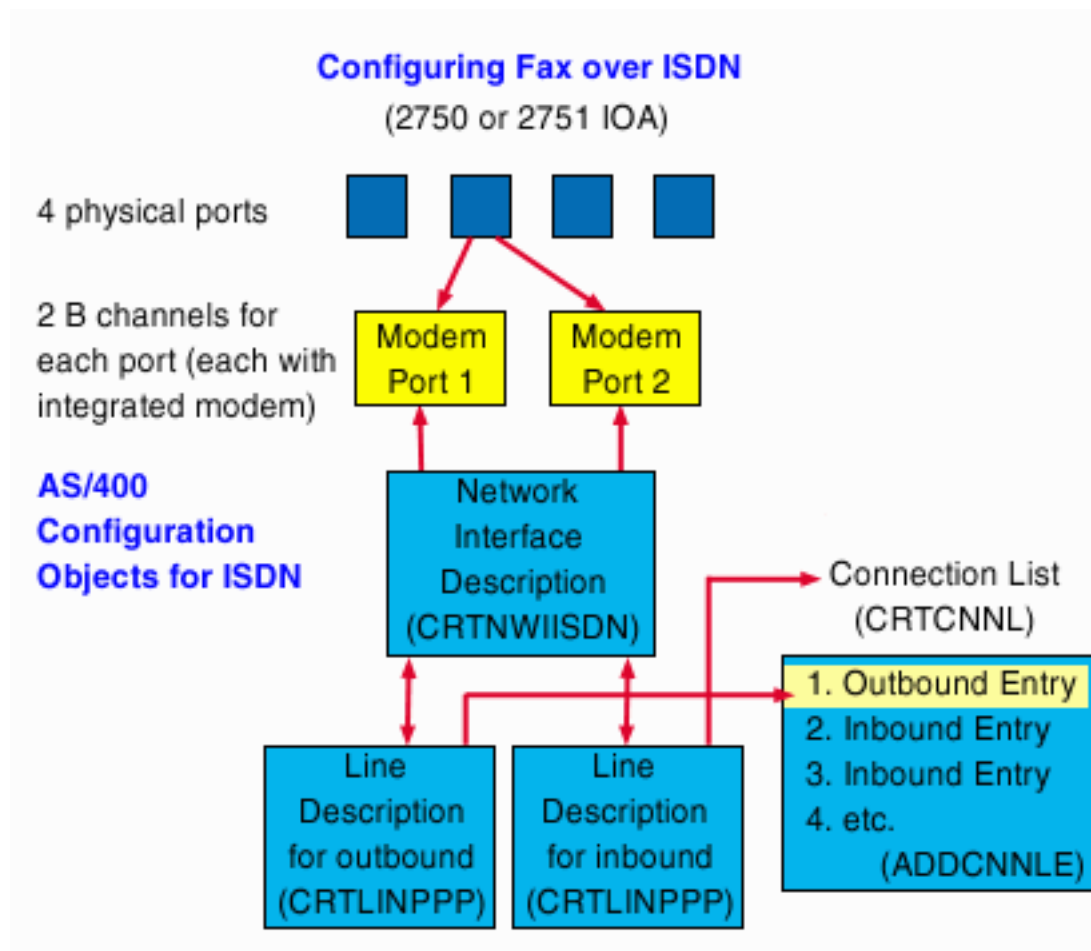 Configuring Fax over ISDN
(2750 or 2751 IOA)
4 physical ports
2 B channels for
each port (each with
integrated modem)
Modem
Port 1
Modem
Port 2
AS/400
Configuration
Objects for ISDN
Network
Interface
Description
(CRTNWIISDN)
Connection List
(CRTCNNL)
1. Outbound Entry
2. Inbound Entry
3. Inbound Entry
4. etc.
(ADDCNNLE)
Line
Description
for outbound
(CRTLINPPP)
Line
Description
for inbound
(CRTLINPPP)